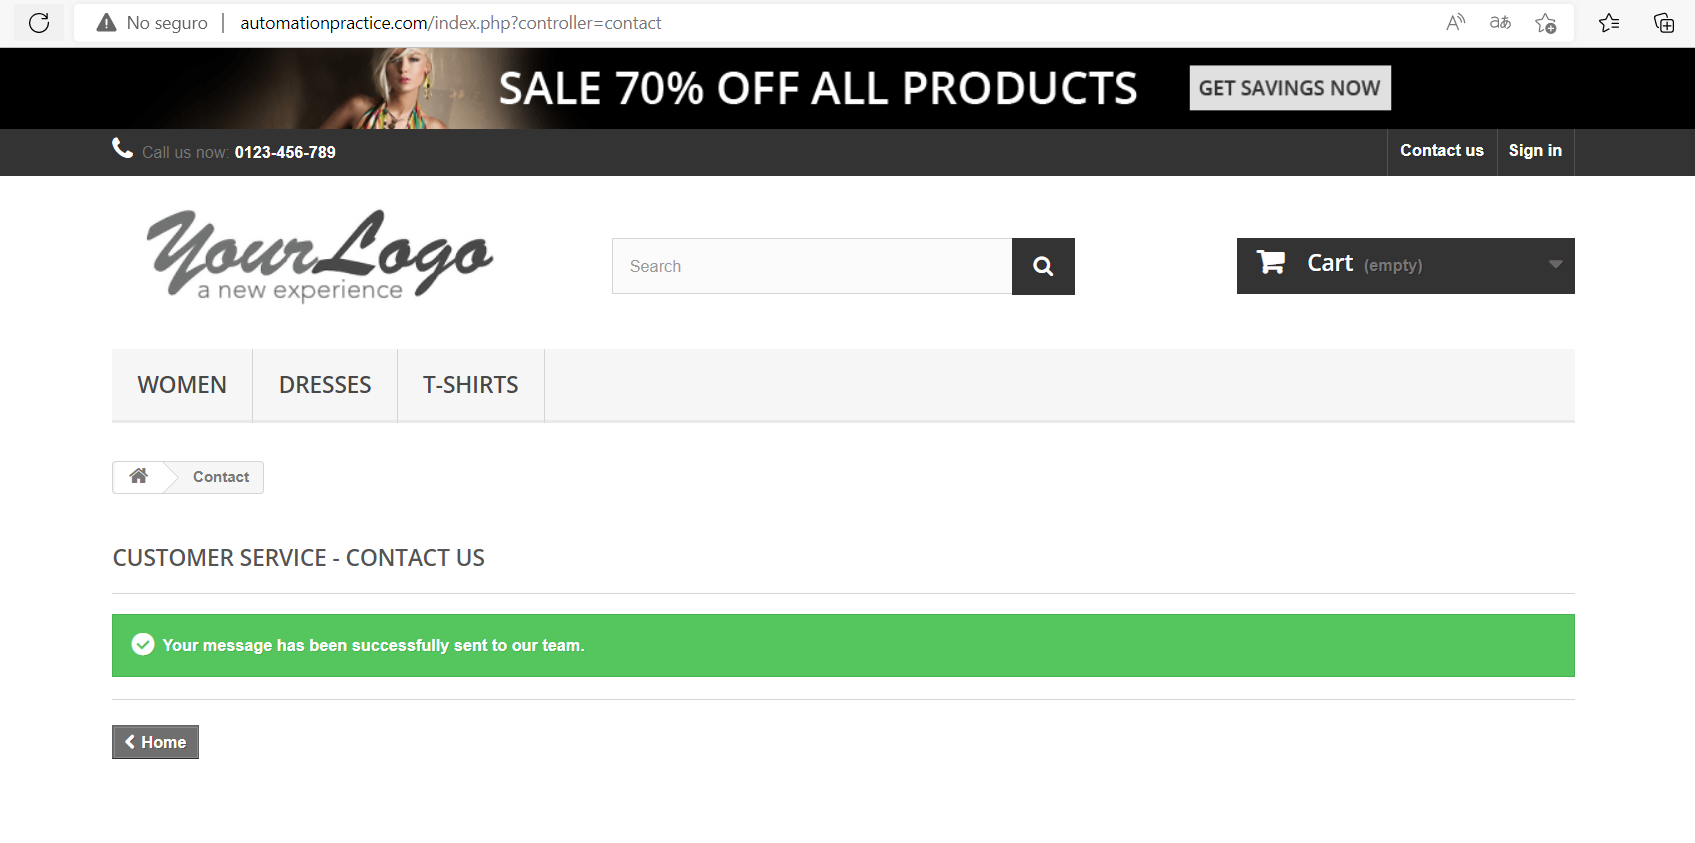 No seguro | automationpractice.com/index.php?controller=contact
SALE 70% OFF ALL PRODUCTS GET SAVINGS NOW
Call us now: 0123-456-789 Contact us Sign in
Your Logo
a new experience
Search
Cart (empty)
WOMEN DRESSES T-SHIRTS
Contact
CUSTOMER SERVICE - CONTACT US
Your message has been successfully sent to our team.
Home